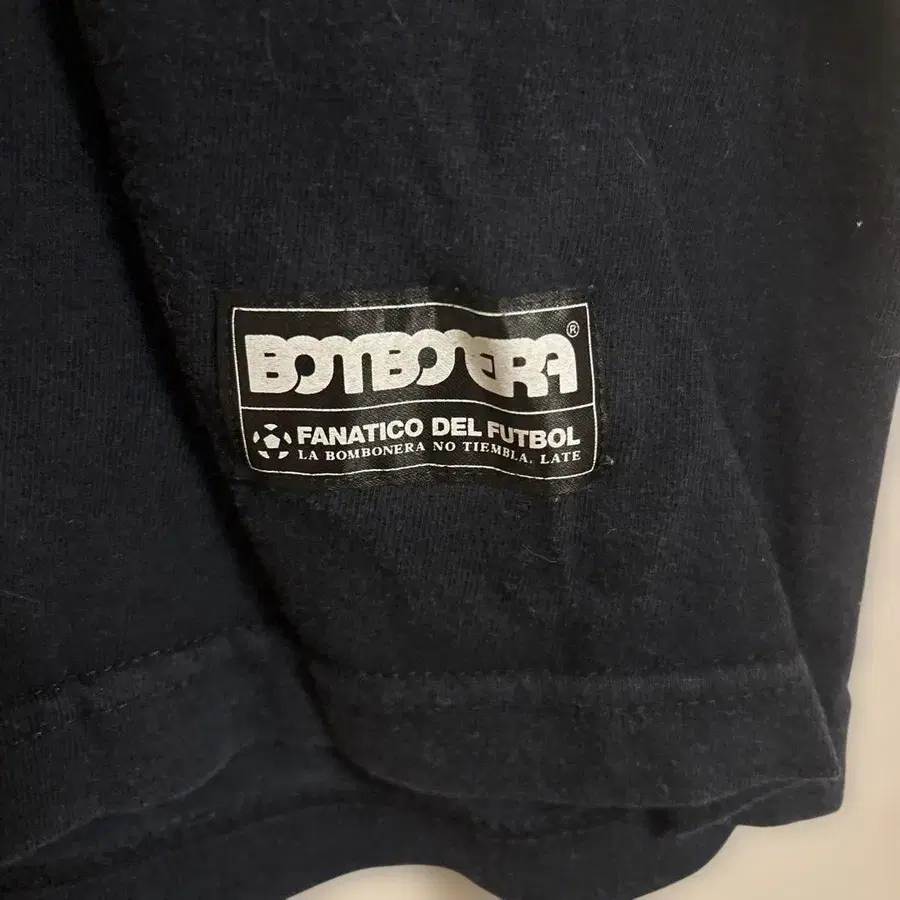 BOMBONERA®
FANATICO DEL FUTBOL
LA BOMBONERA NO TIEMBLA. LATE